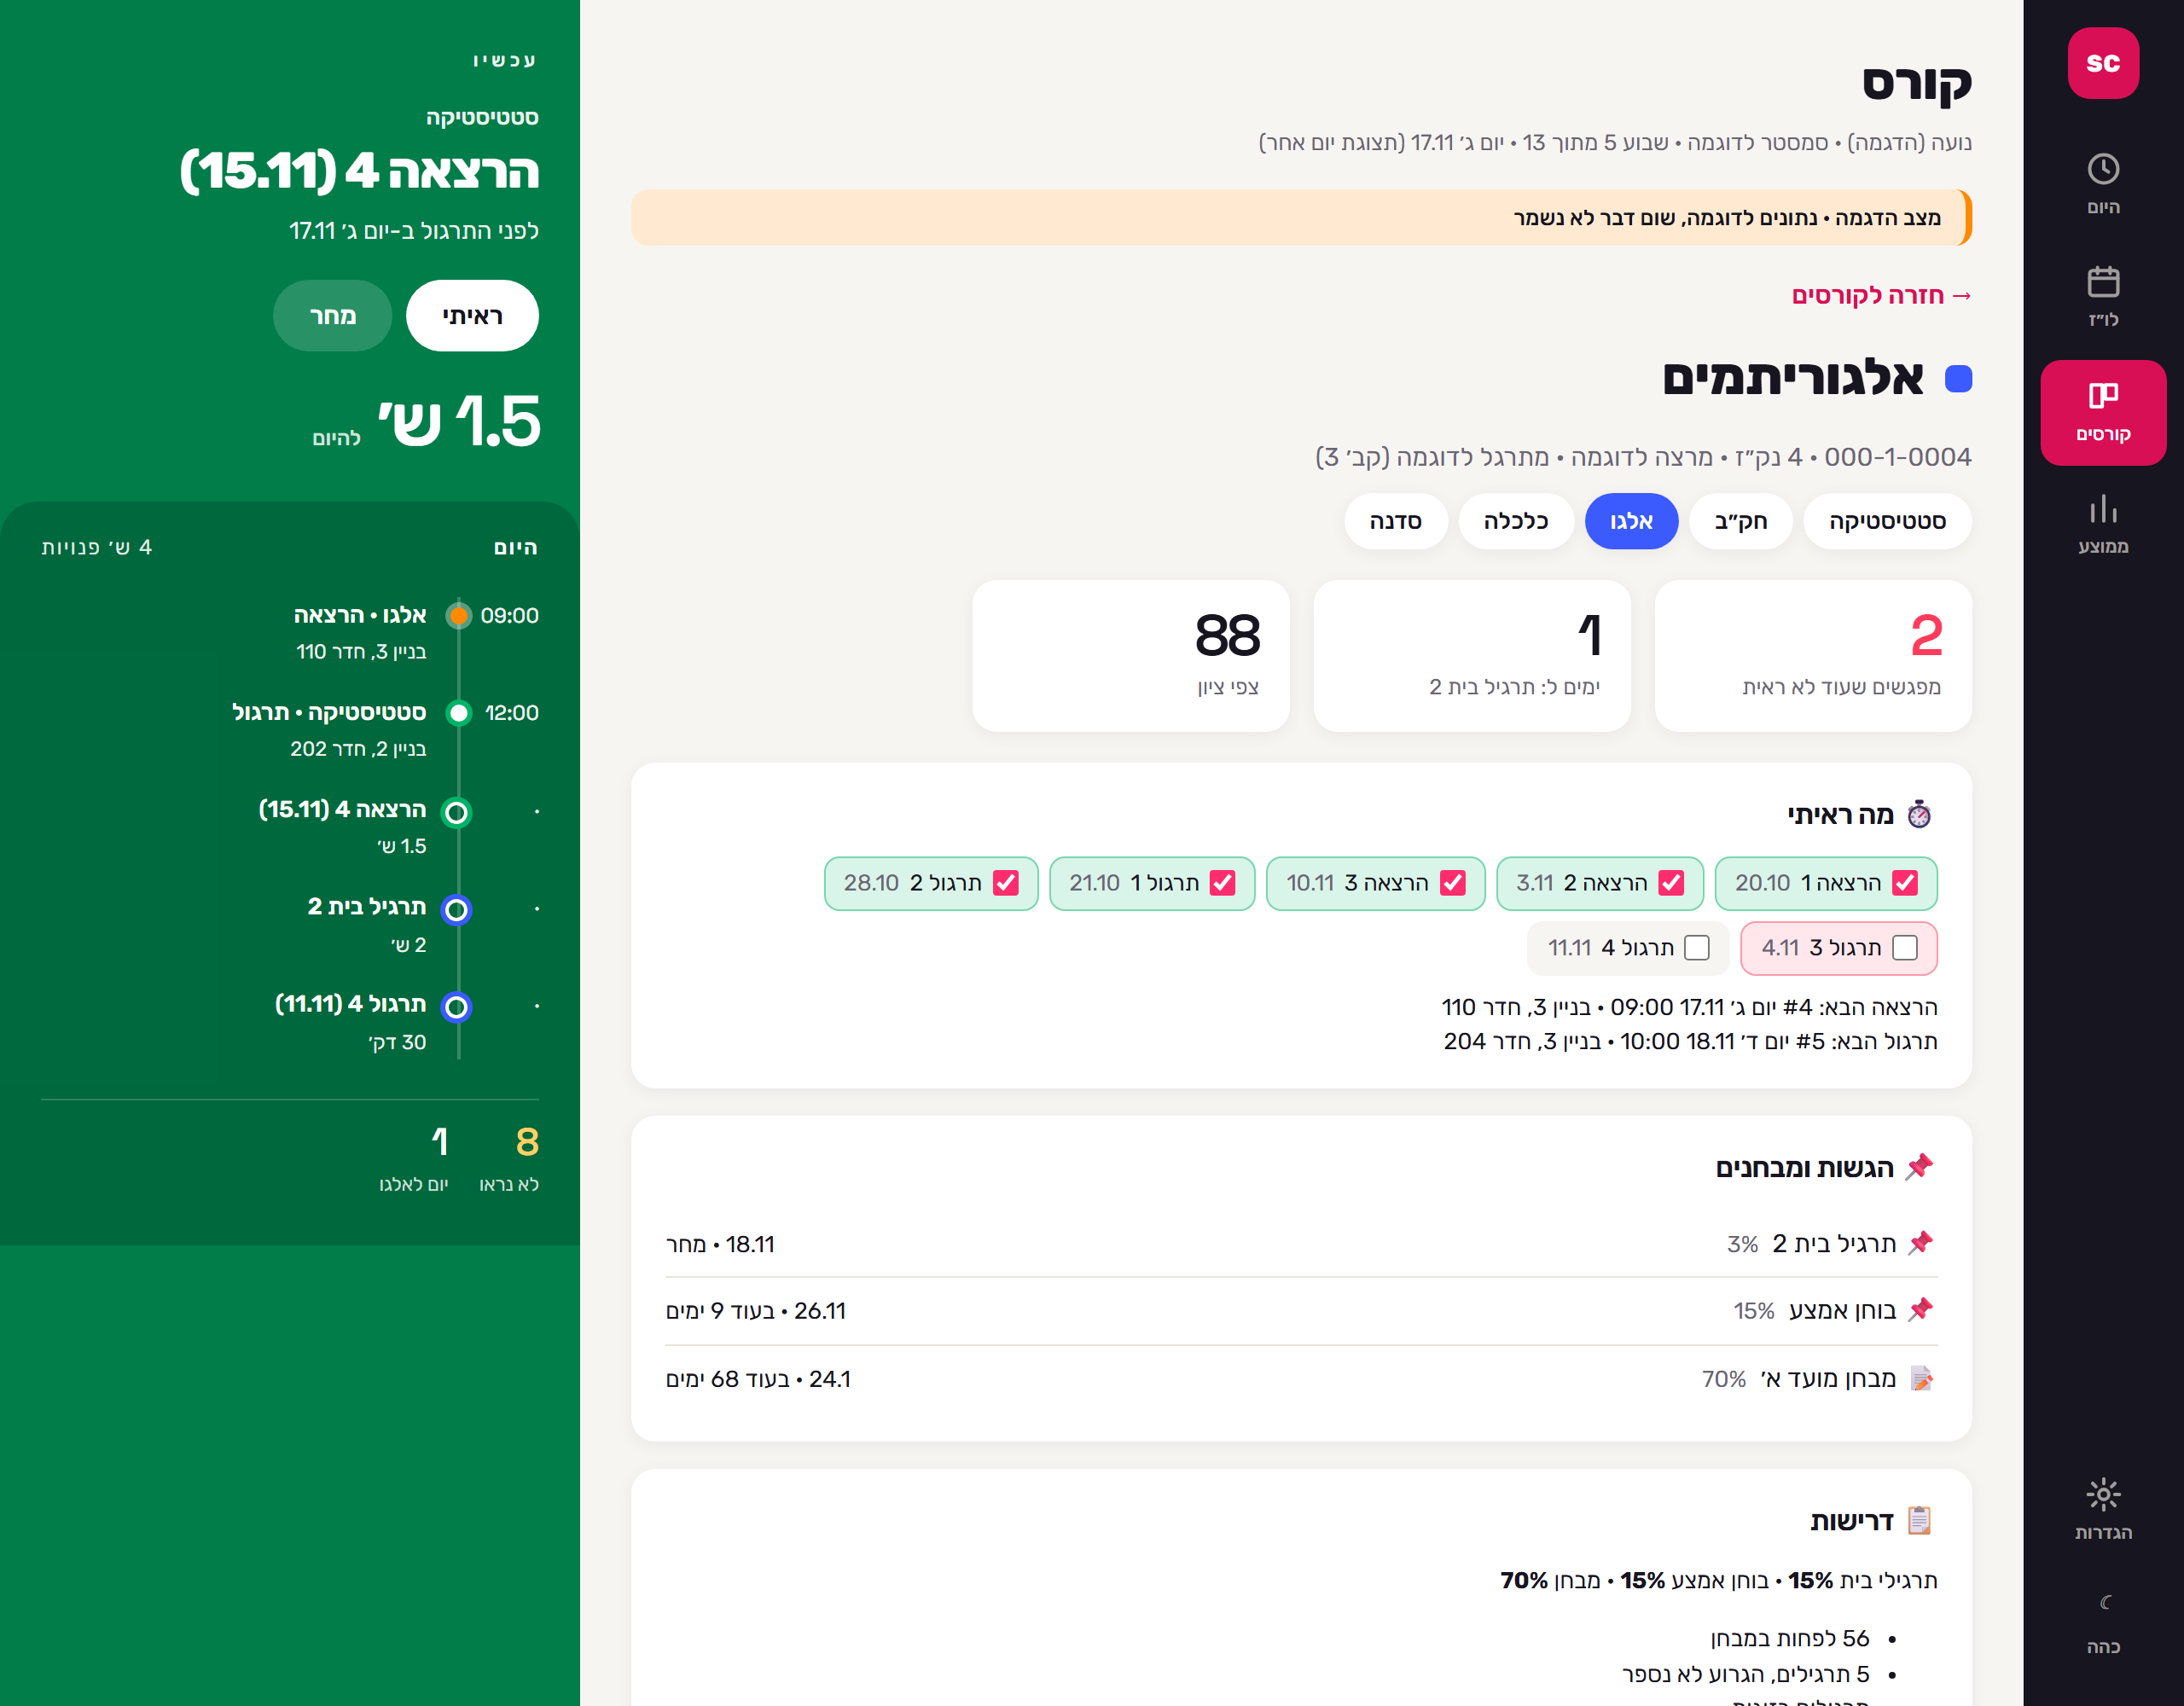 SC
היום
לו״ז
קורסים
ממוצע
הגדרות
כהה
קורס
נועה (הדגמה) • סמסטר לדוגמה • שבוע 5 מתוך 13 • יום ג׳ 17.11 (תצוגת יום אחר)
מצב הדגמה • נתונים לדוגמה, שום דבר לא נשמר
→ חזרה לקורסים
אלגוריתמים
000-1-0004 • 4 נק״ז • מרצה לדוגמה • מתרגל לדוגמה (קב׳ 3)
סטטיסטיקה חק״ב אלגו כלכלה סדנה
2 1 88
מפגשים שעוד לא ראית ימים ל: תרגיל בית 2 צפי ציון
מה ראיתי
הרצאה 1 20.10 הרצאה 2 3.11 הרצאה 3 10.11 תרגול 1 21.10 תרגול 2 28.10
תרגול 3 4.11 תרגול 4 11.11
הרצאה הבא: #4 יום ג׳ 17.11 09:00 • בניין 3, חדר 110
תרגול הבא: #5 יום ד׳ 18.11 10:00 • בניין 3, חדר 204
הגשות ומבחנים
תרגיל בית 2 3% 18.11 • מחר
בוחן אמצע 15% 26.11 • בעוד 9 ימים
מבחן מועד א׳ 70% 24.1 • בעוד 68 ימים
דרישות
תרגילי בית 15% • בוחן אמצע 15% • מבחן 70%
• 56 לפחות במבחן
• 5 תרגילים, הגרוע לא נספר
עכשיו
סטטיסטיקה
הרצאה 4 (15.11)
לפני התרגול ב-יום ג׳ 17.11
ראיתי מחר
1.5 ש׳ להיום
היום 4 ש׳ פנויות
09:00 אלגו • הרצאה
בניין 3, חדר 110
12:00 סטטיסטיקה • תרגול
בניין 2, חדר 202
• הרצאה 4 (15.11)
1.5 ש׳
• תרגיל בית 2
2 ש׳
• תרגול 4 (11.11)
30 דק׳
8 1
לא נראו יום לאלגו